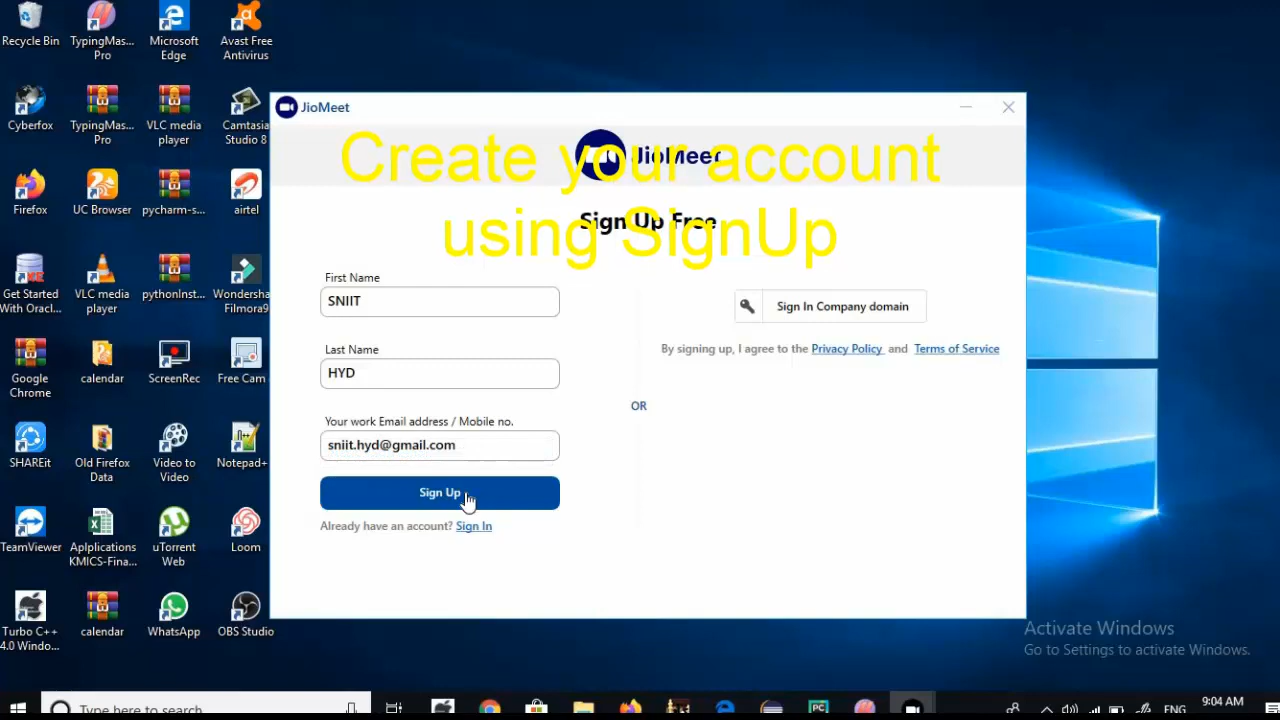 Recycle Bin
TypingMas...
Pro
Microsoft
Edge
Avast Free
Antivirus
Cyberfox
TypingMas...
Pro
VLC media
player
Camtasia
Studio 8
Firefox
UC Browser
pycharm-s...
airtel
Get Started
With Oracl...
VLC media
player
pythonInst...
Wondersha
Filmora9
Google
Chrome
calendar
ScreenRec
Free Cam
SHAREit
Old Firefox
Data
Video to
Video
Notepad+
TeamViewer
Aplplications
KMICS-Fina...
uTorrent
Web
Loom
Turbo C++
4.0 Windo...
calendar
WhatsApp
OBS Studio
JioMeet
JioMeet
Create your account
using SignUp
Sign Up Free
First Name
SNIIT
Last Name
HYD
Your work Email address / Mobile no.
sniit.hyd@gmail.com
Sign Up
Already have an account? Sign In
OR
Sign In Company domain
By signing up, I agree to the Privacy Policy and Terms of Service
Activate Windows
Go to Settings to activate Windows.
Type here to search
PC
ENG
9:04 AM